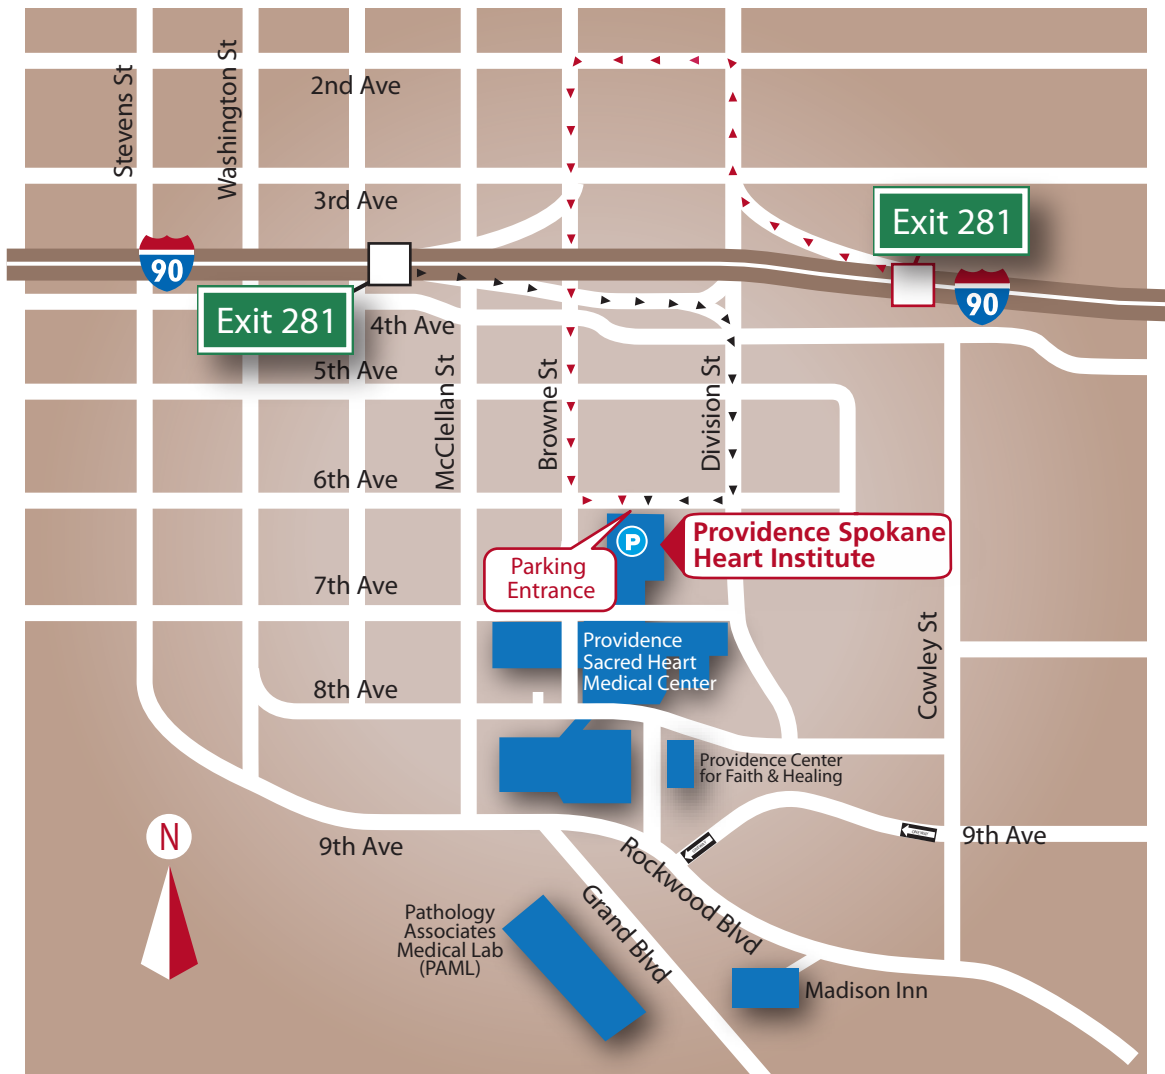 2nd Ave
Stevens St
Washington St
3rd Ave
Exit 281
90
90
Exit 281
4th Ave
5th Ave
McClellan St
Browne St
Division St
6th Ave
P
Providence Spokane
Heart Institute
Parking
Entrance
7th Ave
Providence
Sacred Heart
Medical Center
Cowley St
8th Ave
Providence Center
for Faith & Healing
N
9th Ave
9th Ave
Rockwood Blvd
Grand Blvd
Pathology
Associates
Medical Lab
(PAML)
Madison Inn